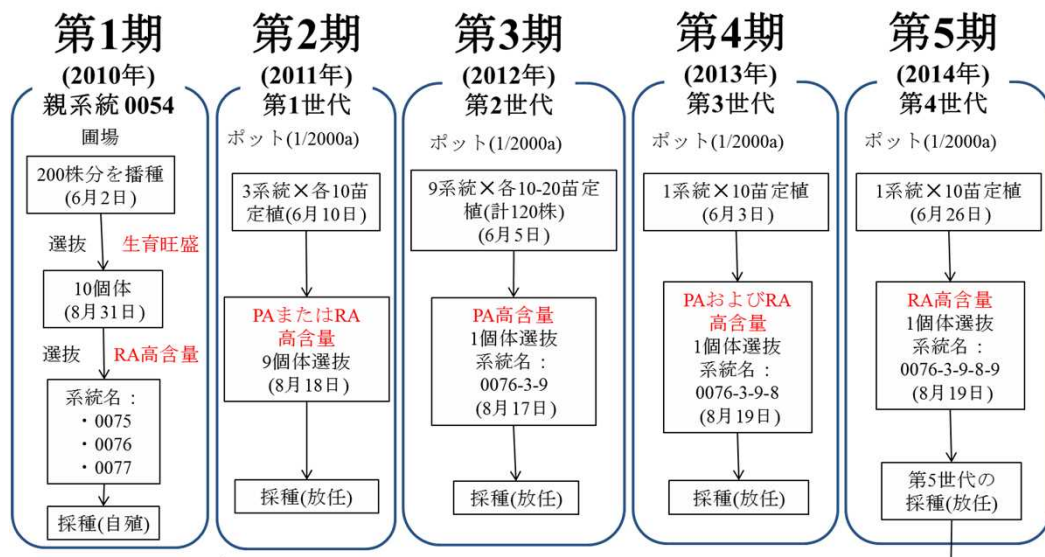 第1期
(2010年)
親系統 0054
圃場
200株分を播種
(6月2日)
選抜
生育旺盛
10個体
(8月31日)
選抜
RA高含量
系統名：
・0075
・0076
・0077
採種(自殖)
第2期
(2011年)
第1世代
ポット(1/2000a)
3系統×各10苗
定植(6月10日)
PAまたはRA
高含量
9個体選抜
(8月18日)
採種(放任)
第3期
(2012年)
第2世代
ポット(1/2000a)
9系統×各10-20苗定
植(計120株)
(6月5日)
PA高含量
1個体選抜
系統名：
0076-3-9
(8月17日)
採種(放任)
第4期
(2013年)
第3世代
ポット(1/2000a)
1系統×10苗定植
(6月3日)
PAおよびRA
高含量
1個体選抜
系統名：
0076-3-9-8
(8月19日)
採種(放任)
第5期
(2014年)
第4世代
ポット(1/2000a)
1系統×10苗定植
(6月26日)
RA高含量
1個体選抜
系統名：
0076-3-9-8-9
(8月19日)
第5世代の
採種(放任)